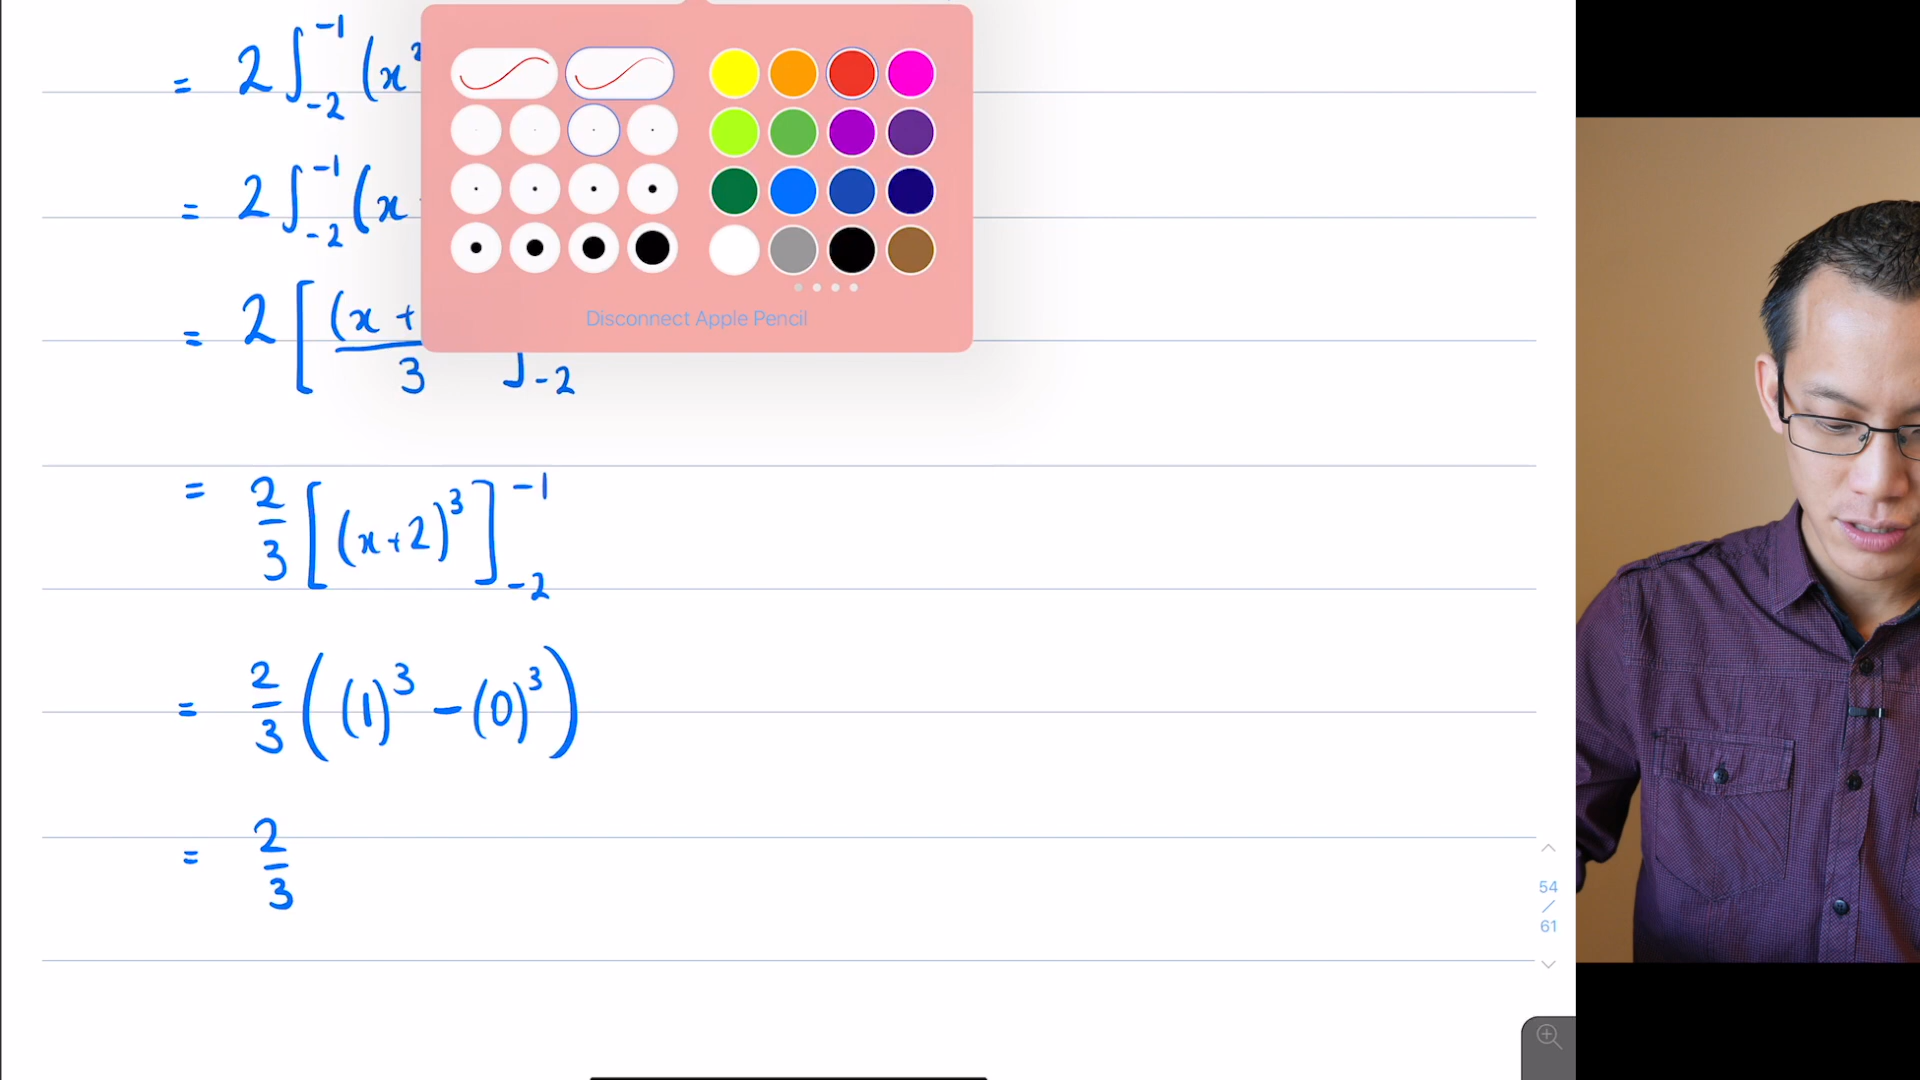 = 2∫₋₂⁻¹ (x²
= 2∫₋₂⁻¹ (x
= 2[(x+
3 ]₋₂
Disconnect Apple Pencil
= 2/3 [(x+2)³]₋₂⁻¹
= 2/3 ((1)³ − (0)³)
= 2/3
54
/
61